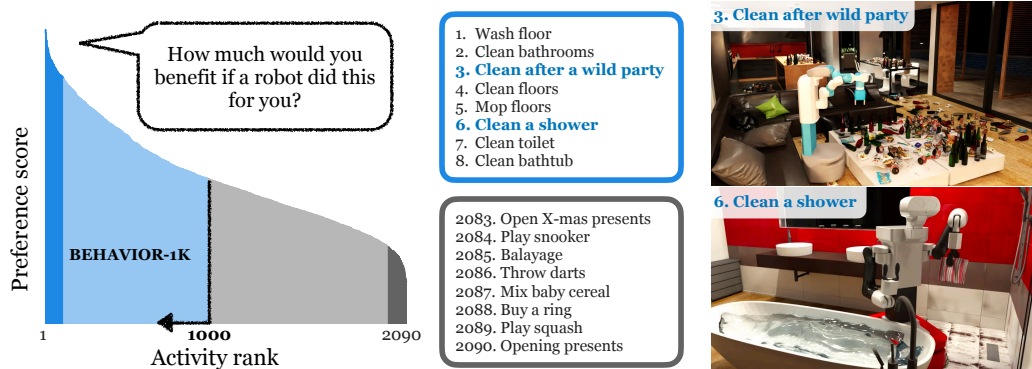 How much would you
benefit if a robot did this
for you?
Preference score
BEHAVIOR-1K
1
1000
2090
Activity rank
1. Wash floor
2. Clean bathrooms
3. Clean after a wild party
4. Clean floors
5. Mop floors
6. Clean a shower
7. Clean toilet
8. Clean bathtub
2083. Open X-mas presents
2084. Play snooker
2085. Balayage
2086. Throw darts
2087. Mix baby cereal
2088. Buy a ring
2089. Play squash
2090. Opening presents
3. Clean after wild party
6. Clean a shower